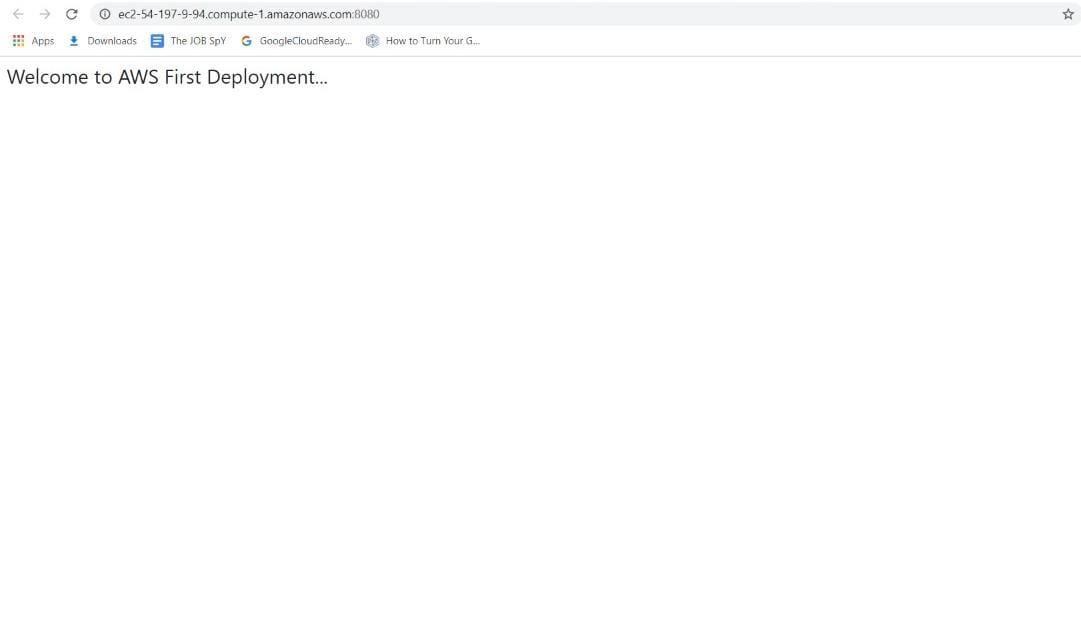 ec2-54-197-9-94.compute-1.amazonaws.com:8080
Apps Downloads The JOB SpY GoogleCloudReady... How to Turn Your G...
Welcome to AWS First Deployment...